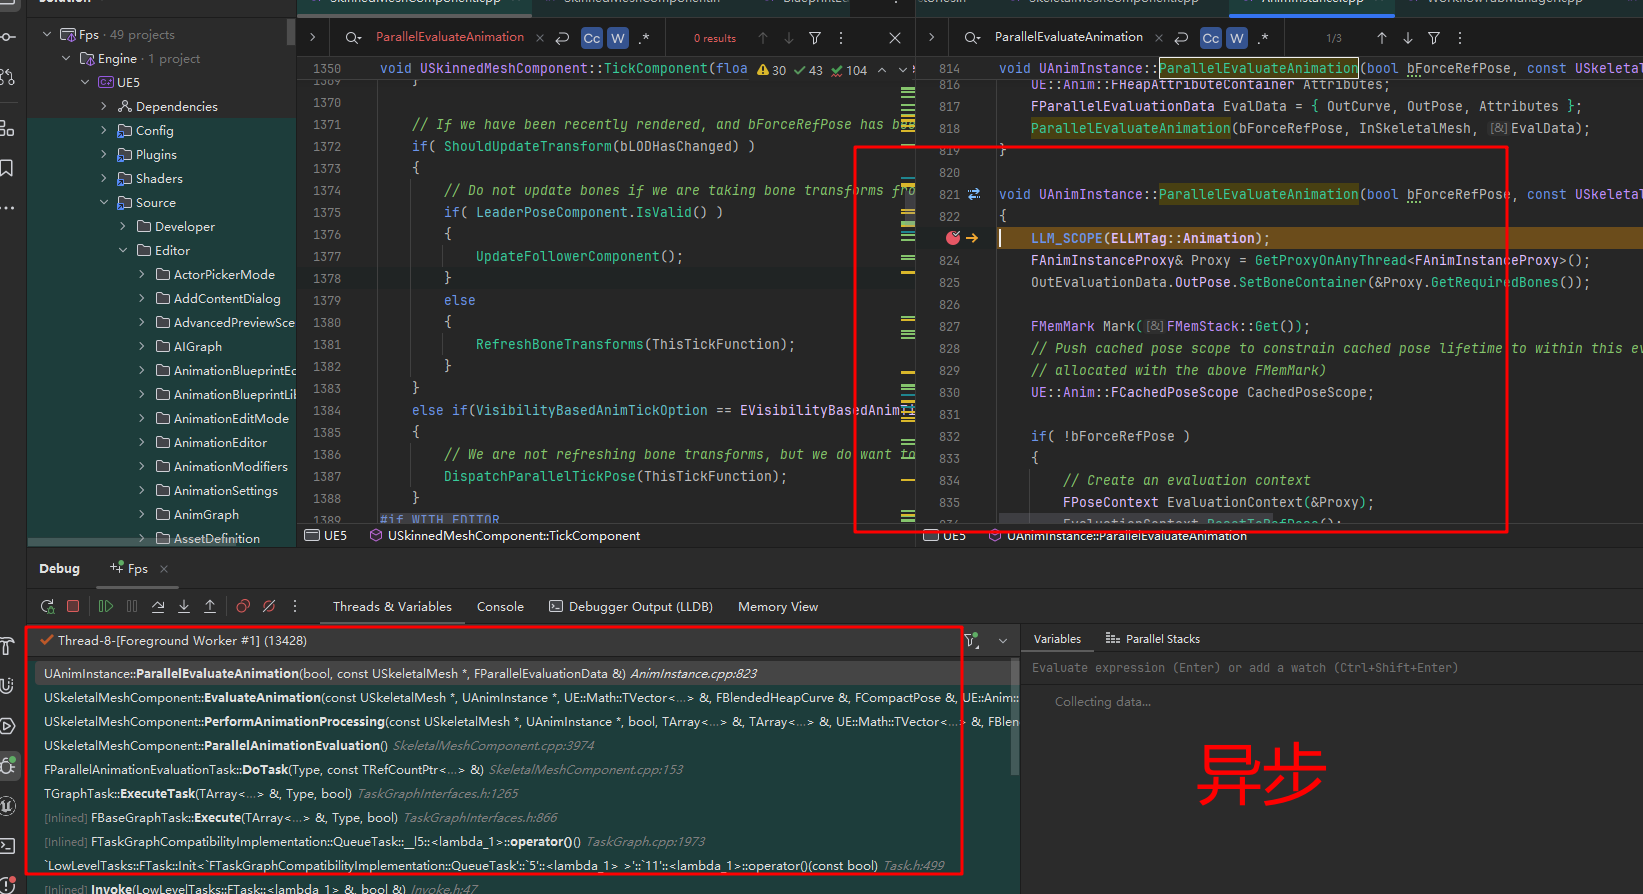 Fps · 49 projects
Engine · 1 project
UE5
Dependencies
Config
Plugins
Shaders
Source
Developer
Editor
ActorPickerMode
AddContentDialog
AdvancedPreviewSce
AIGraph
AnimationBlueprintEd
AnimationBlueprintLib
AnimationEditMode
AnimationEditor
AnimationModifiers
AnimationSettings
AnimGraph
AssetDefinition
ParallelEvaluateAnimation
Cc W .*
0 results
1350 void USkinnedMeshComponent::TickComponent(floa 30 43 104
1369 }
1370
1371 // If we have been recently rendered, and bForceRefPose has be
1372 if( ShouldUpdateTransform(bLODHasChanged) )
1373 {
1374 // Do not update bones if we are taking bone transforms fro
1375 if( LeaderPoseComponent.IsValid() )
1376 {
1377 UpdateFollowerComponent();
1378 }
1379 else
1380 {
1381 RefreshBoneTransforms(ThisTickFunction);
1382 }
1383 }
1384 else if(VisibilityBasedAnimTickOption == EVisibilityBasedAnimTi
1385 {
1386 // We are not refreshing bone transforms, but we do want to
1387 DispatchParallelTickPose(ThisTickFunction);
1388 }
1389 #if WITH_EDITOR
UE5 USkinnedMeshComponent::TickComponent
ParallelEvaluateAnimation
Cc W .*
1/3
814 void UAnimInstance::ParallelEvaluateAnimation(bool bForceRefPose, const USkeletal
816 UE::Anim::FHeapAttributeContainer Attributes;
817 FParallelEvaluationData EvalData = { OutCurve, OutPose, Attributes };
818 ParallelEvaluateAnimation(bForceRefPose, InSkeletalMesh, [&]EvalData);
819 }
820
821 void UAnimInstance::ParallelEvaluateAnimation(bool bForceRefPose, const USkeletal
822 {
LLM_SCOPE(ELLMTag::Animation);
824 FAnimInstanceProxy& Proxy = GetProxyOnAnyThread<FAnimInstanceProxy>();
825 OutEvaluationData.OutPose.SetBoneContainer(&Proxy.GetRequiredBones());
826
827 FMemMark Mark([&]FMemStack::Get());
828 // Push cached pose scope to constrain cached pose lifetime to within this ev
829 // allocated with the above FMemMark)
830 UE::Anim::FCachedPoseScope CachedPoseScope;
831
832 if( !bForceRefPose )
833 {
834 // Create an evaluation context
835 FPoseContext EvaluationContext(&Proxy);
EvaluationContext.ResetToRefPose();
UE5 UAnimInstance::ParallelEvaluateAnimation
Debug Fps
Threads & Variables Console Debugger Output (LLDB) Memory View
Thread-8-[Foreground Worker #1] (13428)
UAnimInstance::ParallelEvaluateAnimation(bool, const USkeletalMesh *, FParallelEvaluationData &) AnimInstance.cpp:823
USkeletalMeshComponent::EvaluateAnimation(const USkeletalMesh *, UAnimInstance *, UE::Math::TVector<...> &, FBlendedHeapCurve &, FCompactPose &, UE::Anim::
USkeletalMeshComponent::PerformAnimationProcessing(const USkeletalMesh *, UAnimInstance *, bool, TArray<...> &, TArray<...> &, UE::Math::TVector<...> &, FBlen
USkeletalMeshComponent::ParallelAnimationEvaluation() SkeletalMeshComponent.cpp:3974
FParallelAnimationEvaluationTask::DoTask(Type, const TRefCountPtr<...> &) SkeletalMeshComponent.cpp:153
TGraphTask::ExecuteTask(TArray<...> &, Type, bool) TaskGraphInterfaces.h:1265
[Inlined] FBaseGraphTask::Execute(TArray<...> &, Type, bool) TaskGraphInterfaces.h:866
[Inlined] FTaskGraphCompatibilityImplementation::QueueTask::__l5::<lambda_1>::operator()() TaskGraph.cpp:1973
`LowLevelTasks::FTask::Init<`FTaskGraphCompatibilityImplementation::QueueTask'::`5'::<lambda_1> >'::`11'::<lambda_1>::operator()(const bool) Task.h:499
[Inlined] Invoke(LowLevelTasks::FTask::<lambda_1> &, bool &) Invoke.h:47
Variables Parallel Stacks
Evaluate expression (Enter) or add a watch (Ctrl+Shift+Enter)
Collecting data...
异步